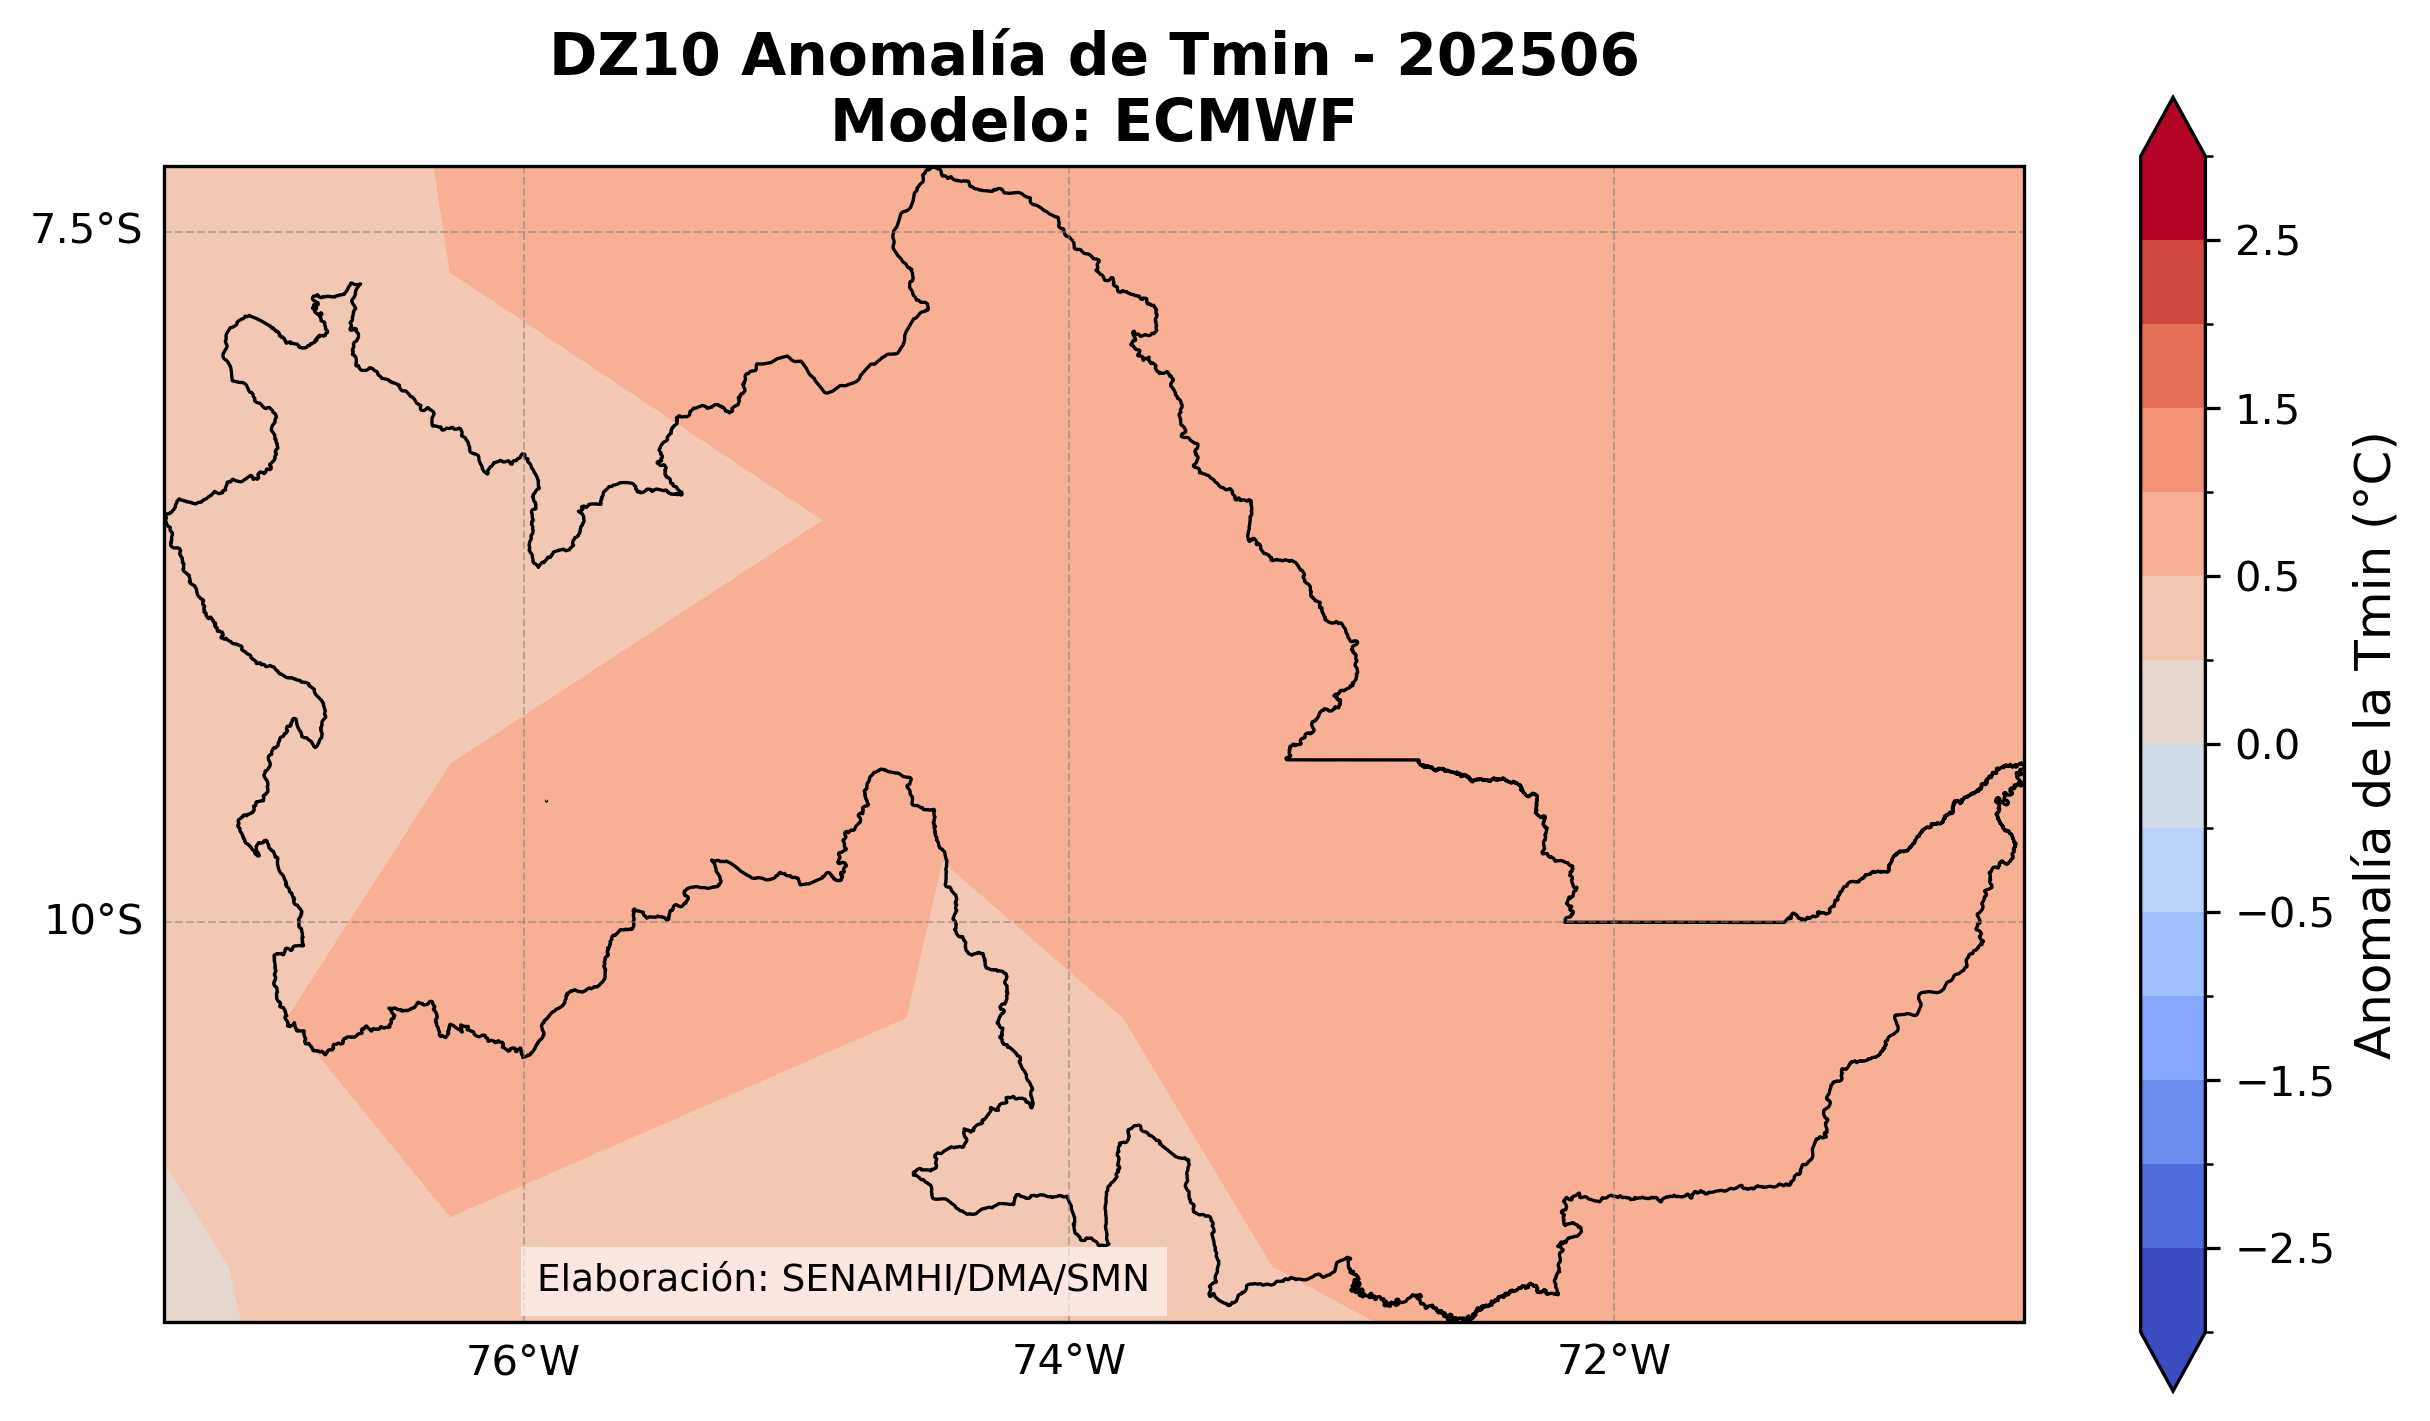 DZ10 Anomalía de Tmin - 202506
Modelo: ECMWF
7.5°S
10°S
76°W
74°W
72°W
Elaboración: SENAMHI/DMA/SMN
2.5
1.5
0.5
0.0
−0.5
−1.5
−2.5
Anomalía de la Tmin (°C)